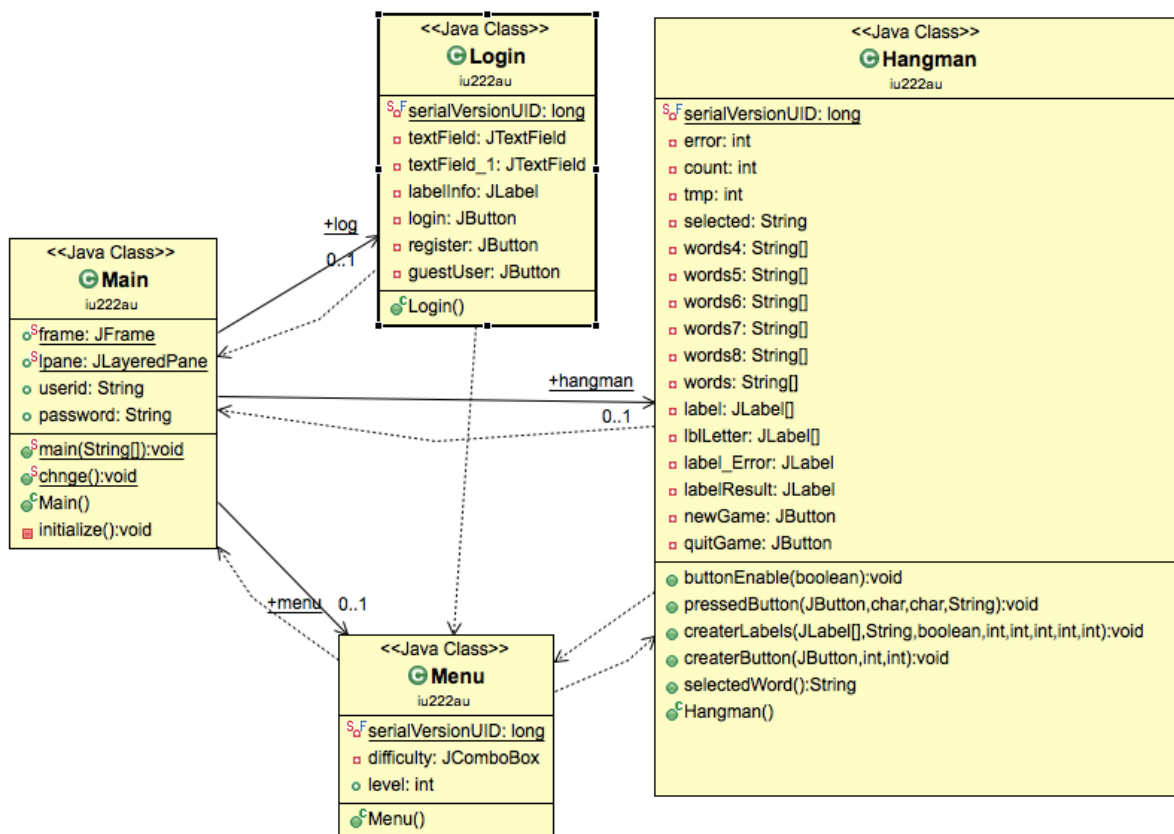 <<Java Class>>
Login
iu222au
serialVersionUID: long
textField: JTextField
textField_1: JTextField
labelInfo: JLabel
login: JButton
register: JButton
guestUser: JButton
Login()
<<Java Class>>
Hangman
iu222au
serialVersionUID: long
error: int
count: int
tmp: int
selected: String
words4: String[]
words5: String[]
words6: String[]
words7: String[]
words8: String[]
words: String[]
label: JLabel[]
lblLetter: JLabel[]
label_Error: JLabel
labelResult: JLabel
newGame: JButton
quitGame: JButton
buttonEnable(boolean):void
pressedButton(JButton,char,char,String):void
createrLabels(JLabel[],String,boolean,int,int,int,int,int):void
createrButton(JButton,int,int):void
selectedWord():String
Hangman()
+log
0..1
<<Java Class>>
Main
iu222au
frame: JFrame
lpane: JLayeredPane
userid: String
password: String
main(String[]):void
chnge():void
Main()
initialize():void
+hangman
0..1
+menu
0..1
<<Java Class>>
Menu
iu222au
serialVersionUID: long
difficulty: JComboBox
level: int
Menu()